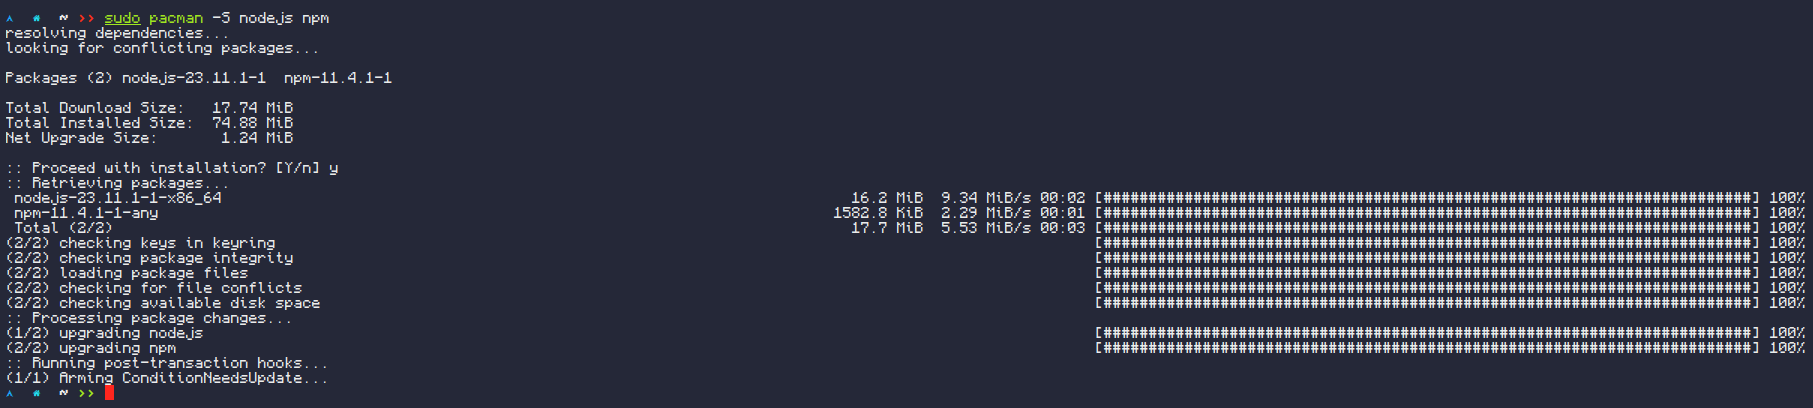 ^ # ~ >> sudo pacman -S nodejs npm
resolving dependencies...
looking for conflicting packages...
Packages (2) nodejs-23.11.1-1  npm-11.4.1-1
Total Download Size:   17.74 MiB
Total Installed Size:  74.88 MiB
Net Upgrade Size:       1.24 MiB
:: Proceed with installation? [Y/n] y
:: Retrieving packages...
nodejs-23.11.1-1-x86_64 16.2 MiB 9.34 MiB/s 00:02 [########################################################################] 100%
npm-11.4.1-1-any 1582.8 KiB 2.29 MiB/s 00:01 [########################################################################] 100%
Total (2/2) 17.7 MiB 5.53 MiB/s 00:03 [########################################################################] 100%
(2/2) checking keys in keyring [########################################################################] 100%
(2/2) checking package integrity [########################################################################] 100%
(2/2) loading package files [########################################################################] 100%
(2/2) checking for file conflicts [########################################################################] 100%
(2/2) checking available disk space [########################################################################] 100%
:: Processing package changes...
(1/2) upgrading nodejs [########################################################################] 100%
(2/2) upgrading npm [########################################################################] 100%
:: Running post-transaction hooks...
(1/1) Arming ConditionNeedsUpdate...
^ # ~ >>